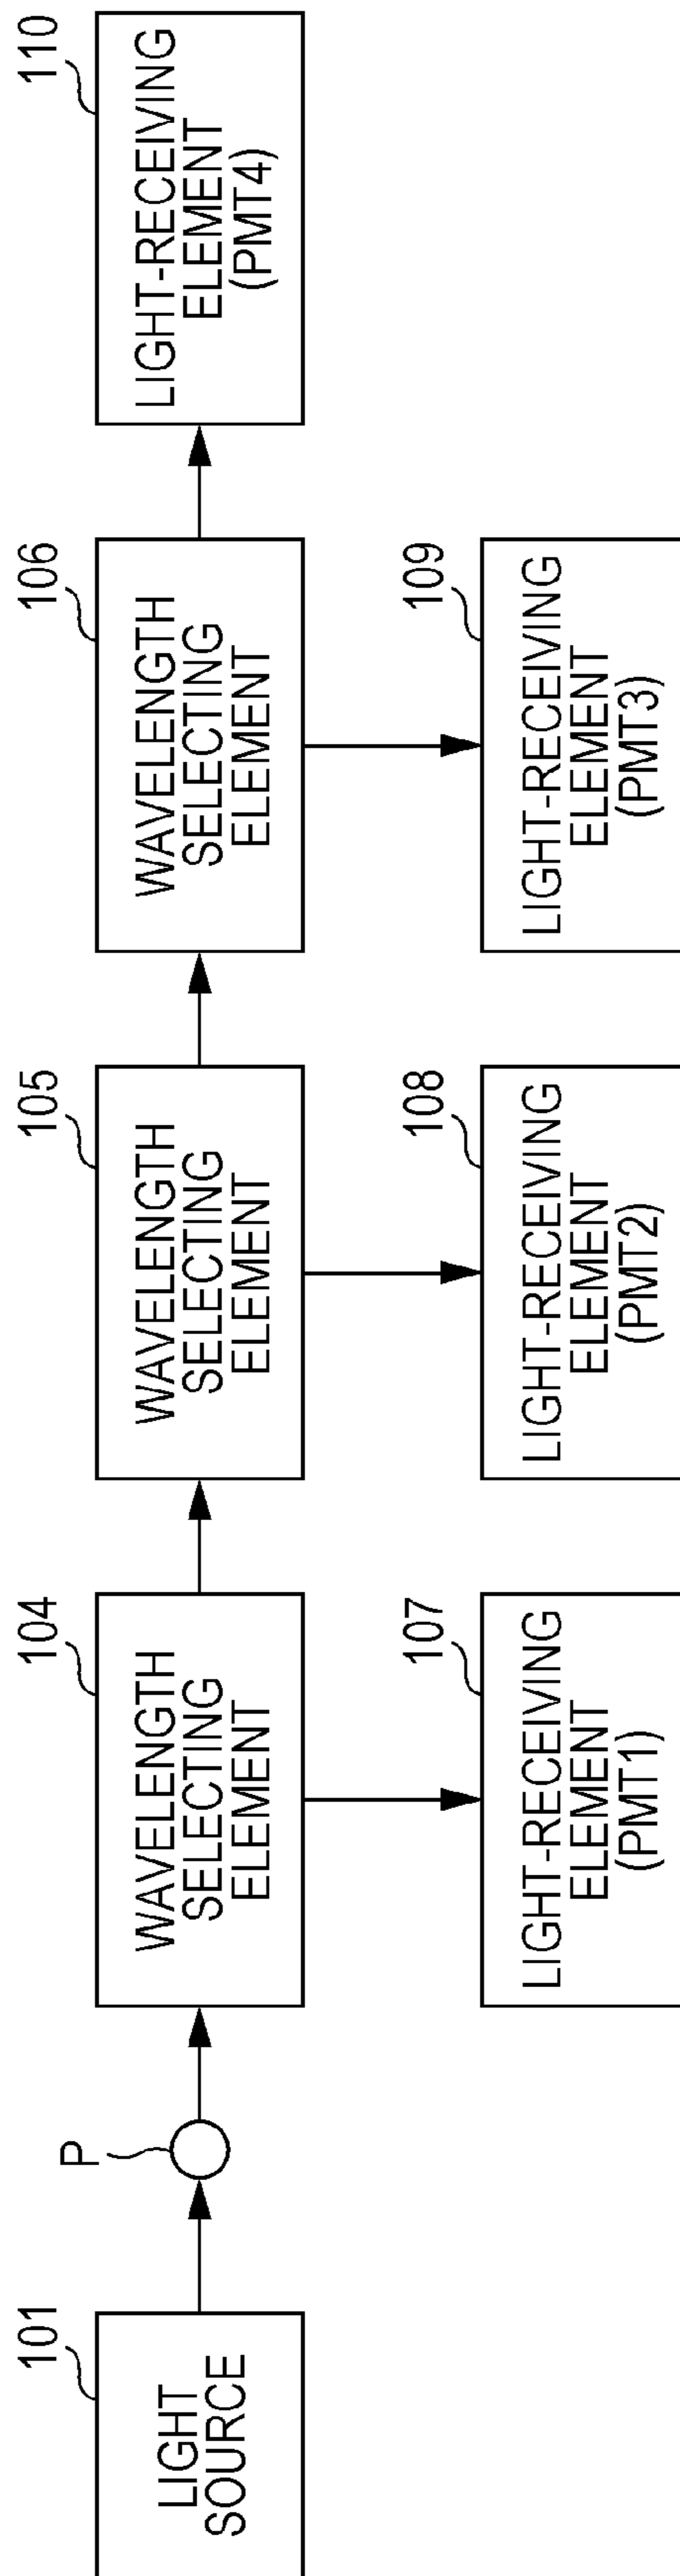 101
LIGHT
SOURCE
P
104
WAVELENGTH
SELECTING
ELEMENT
105
WAVELENGTH
SELECTING
ELEMENT
106
WAVELENGTH
SELECTING
ELEMENT
110
LIGHT-RECEIVING
ELEMENT
(PMT4)
107
LIGHT-RECEIVING
ELEMENT
(PMT1)
108
LIGHT-RECEIVING
ELEMENT
(PMT2)
109
LIGHT-RECEIVING
ELEMENT
(PMT3)